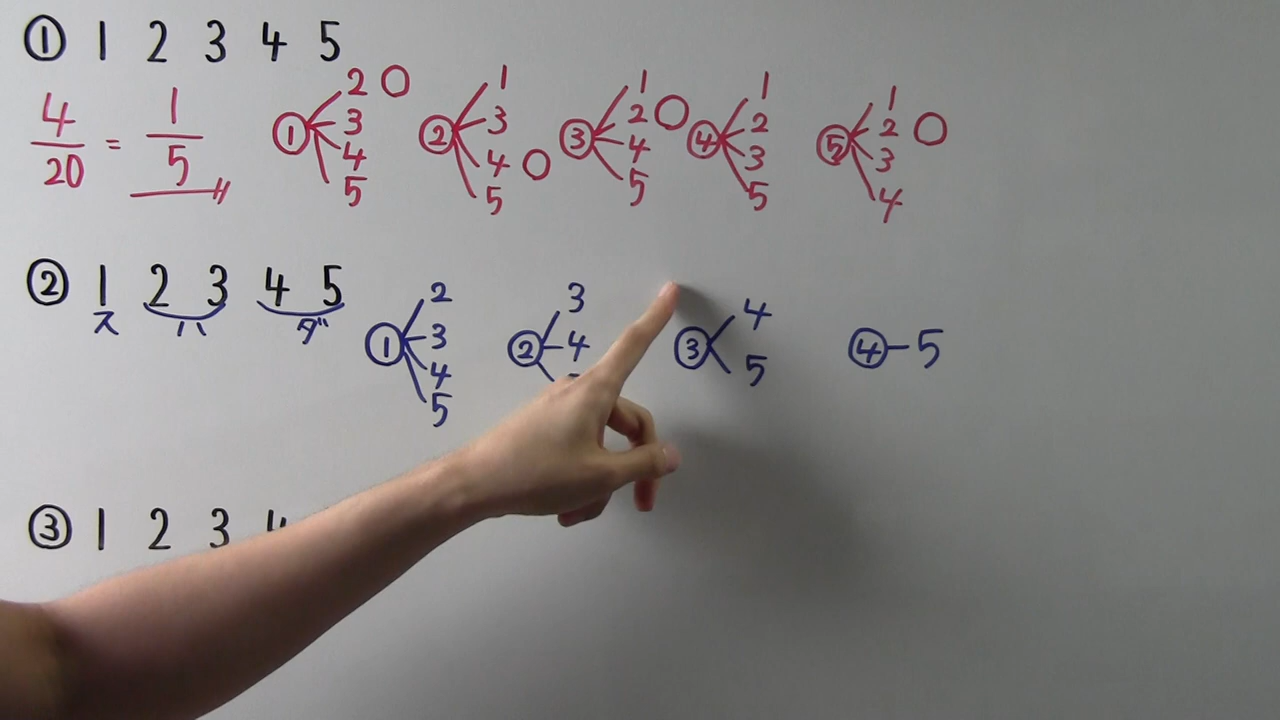 ① 1 2 3 4 5
4/20 = 1/5
① 2 ○ 3 4 5
② 1 3 4 ○ 5
③ 1 2 ○ 4 5
④ 1 2 3 5
⑤ 1 2 ○ 3 4
② 1 2 3 4 5
ス ハ ダ
① 2 3 4 5
② 3 4
③ 4 5
④ 5
③ 1 2 3 4